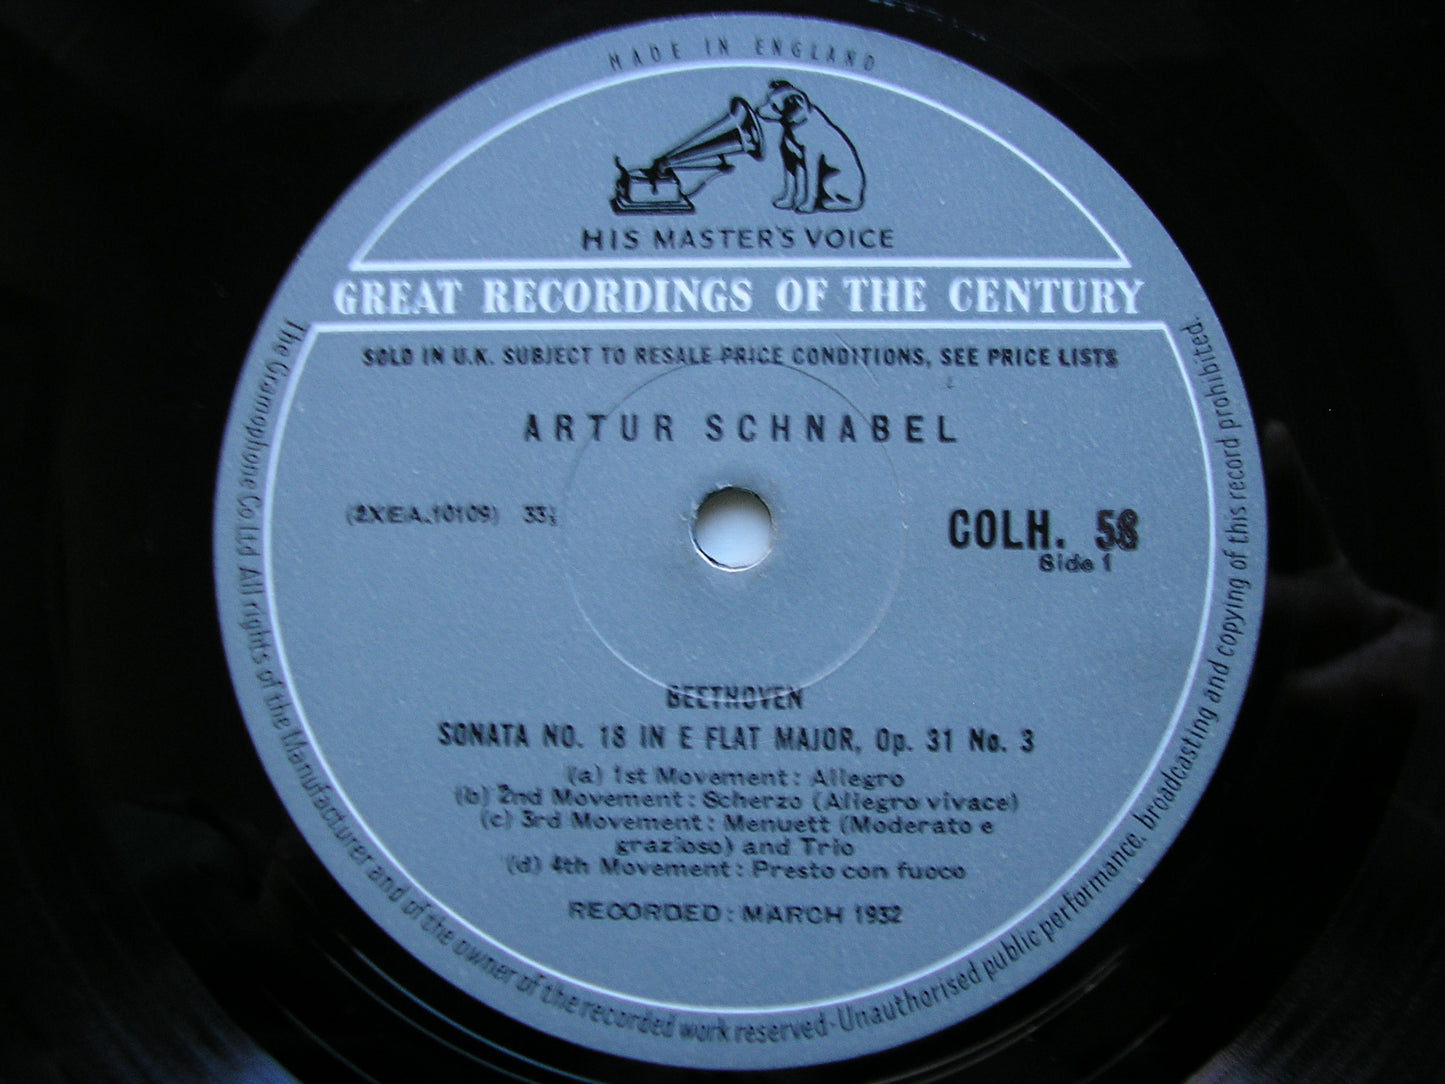 MADE IN ENGLAND
HIS MASTER'S VOICE
GREAT RECORDINGS OF THE CENTURY
SOLD IN U.K. SUBJECT TO RESALE PRICE CONDITIONS, SEE PRICE LISTS
ARTUR SCHNABEL
(2XEA.10109) 33⅓
COLH. 58
Side 1
BEETHOVEN
SONATA NO. 18 IN E FLAT MAJOR, Op. 31 No. 3
(a) 1st Movement: Allegro
(b) 2nd Movement: Scherzo (Allegro vivace)
(c) 3rd Movement: Menuett (Moderato e
grazioso) and Trio
(d) 4th Movement: Presto con fuoco
RECORDED: MARCH 1932
The Gramophone Co Ltd All rights of the Manufacturer and of the owner of the recorded work reserved·Unauthorised public performance, broadcasting and copying of this record prohibited.